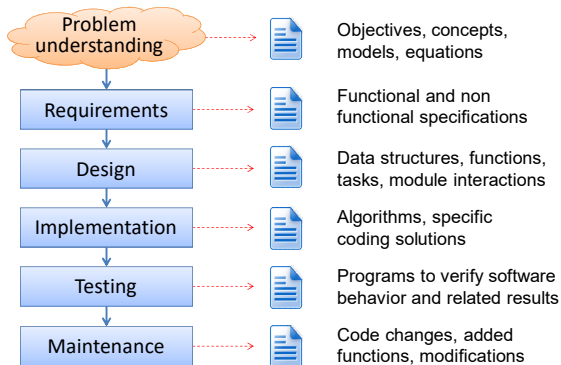 Problem
understanding
Objectives, concepts,
models, equations
Requirements
Functional and non
functional specifications
Design
Data structures, functions,
tasks, module interactions
Implementation
Algorithms, specific
coding solutions
Testing
Programs to verify software
behavior and related results
Maintenance
Code changes, added
functions, modifications